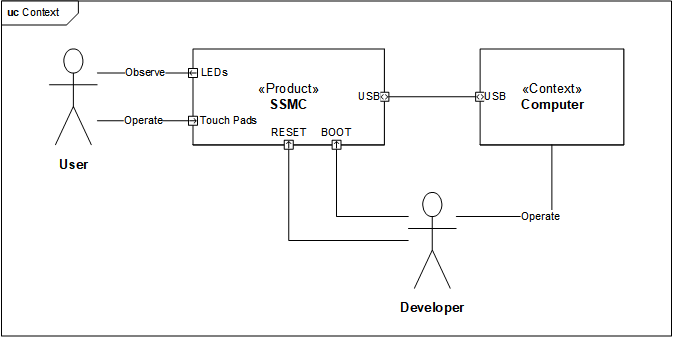 uc Context
Observe
LEDs
«Product»
SSMC
USB
USB
«Context»
Computer
Operate
Touch Pads
RESET
BOOT
User
Operate
Developer